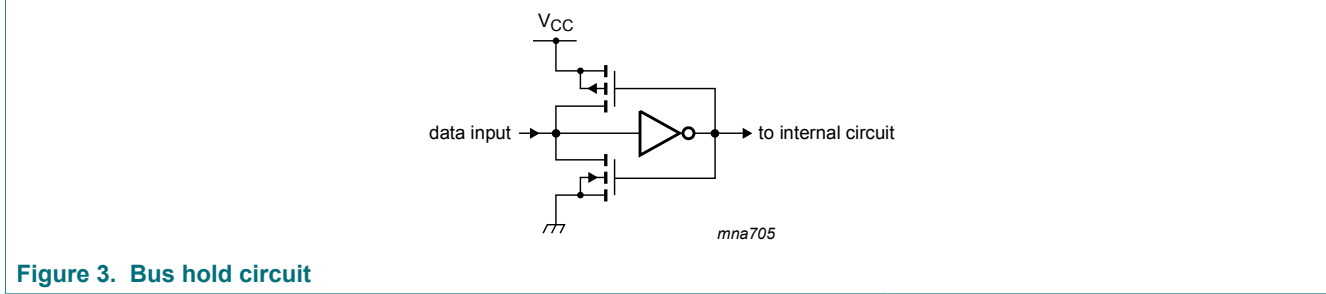 VCC
data input
to internal circuit
mna705
Figure 3. Bus hold circuit